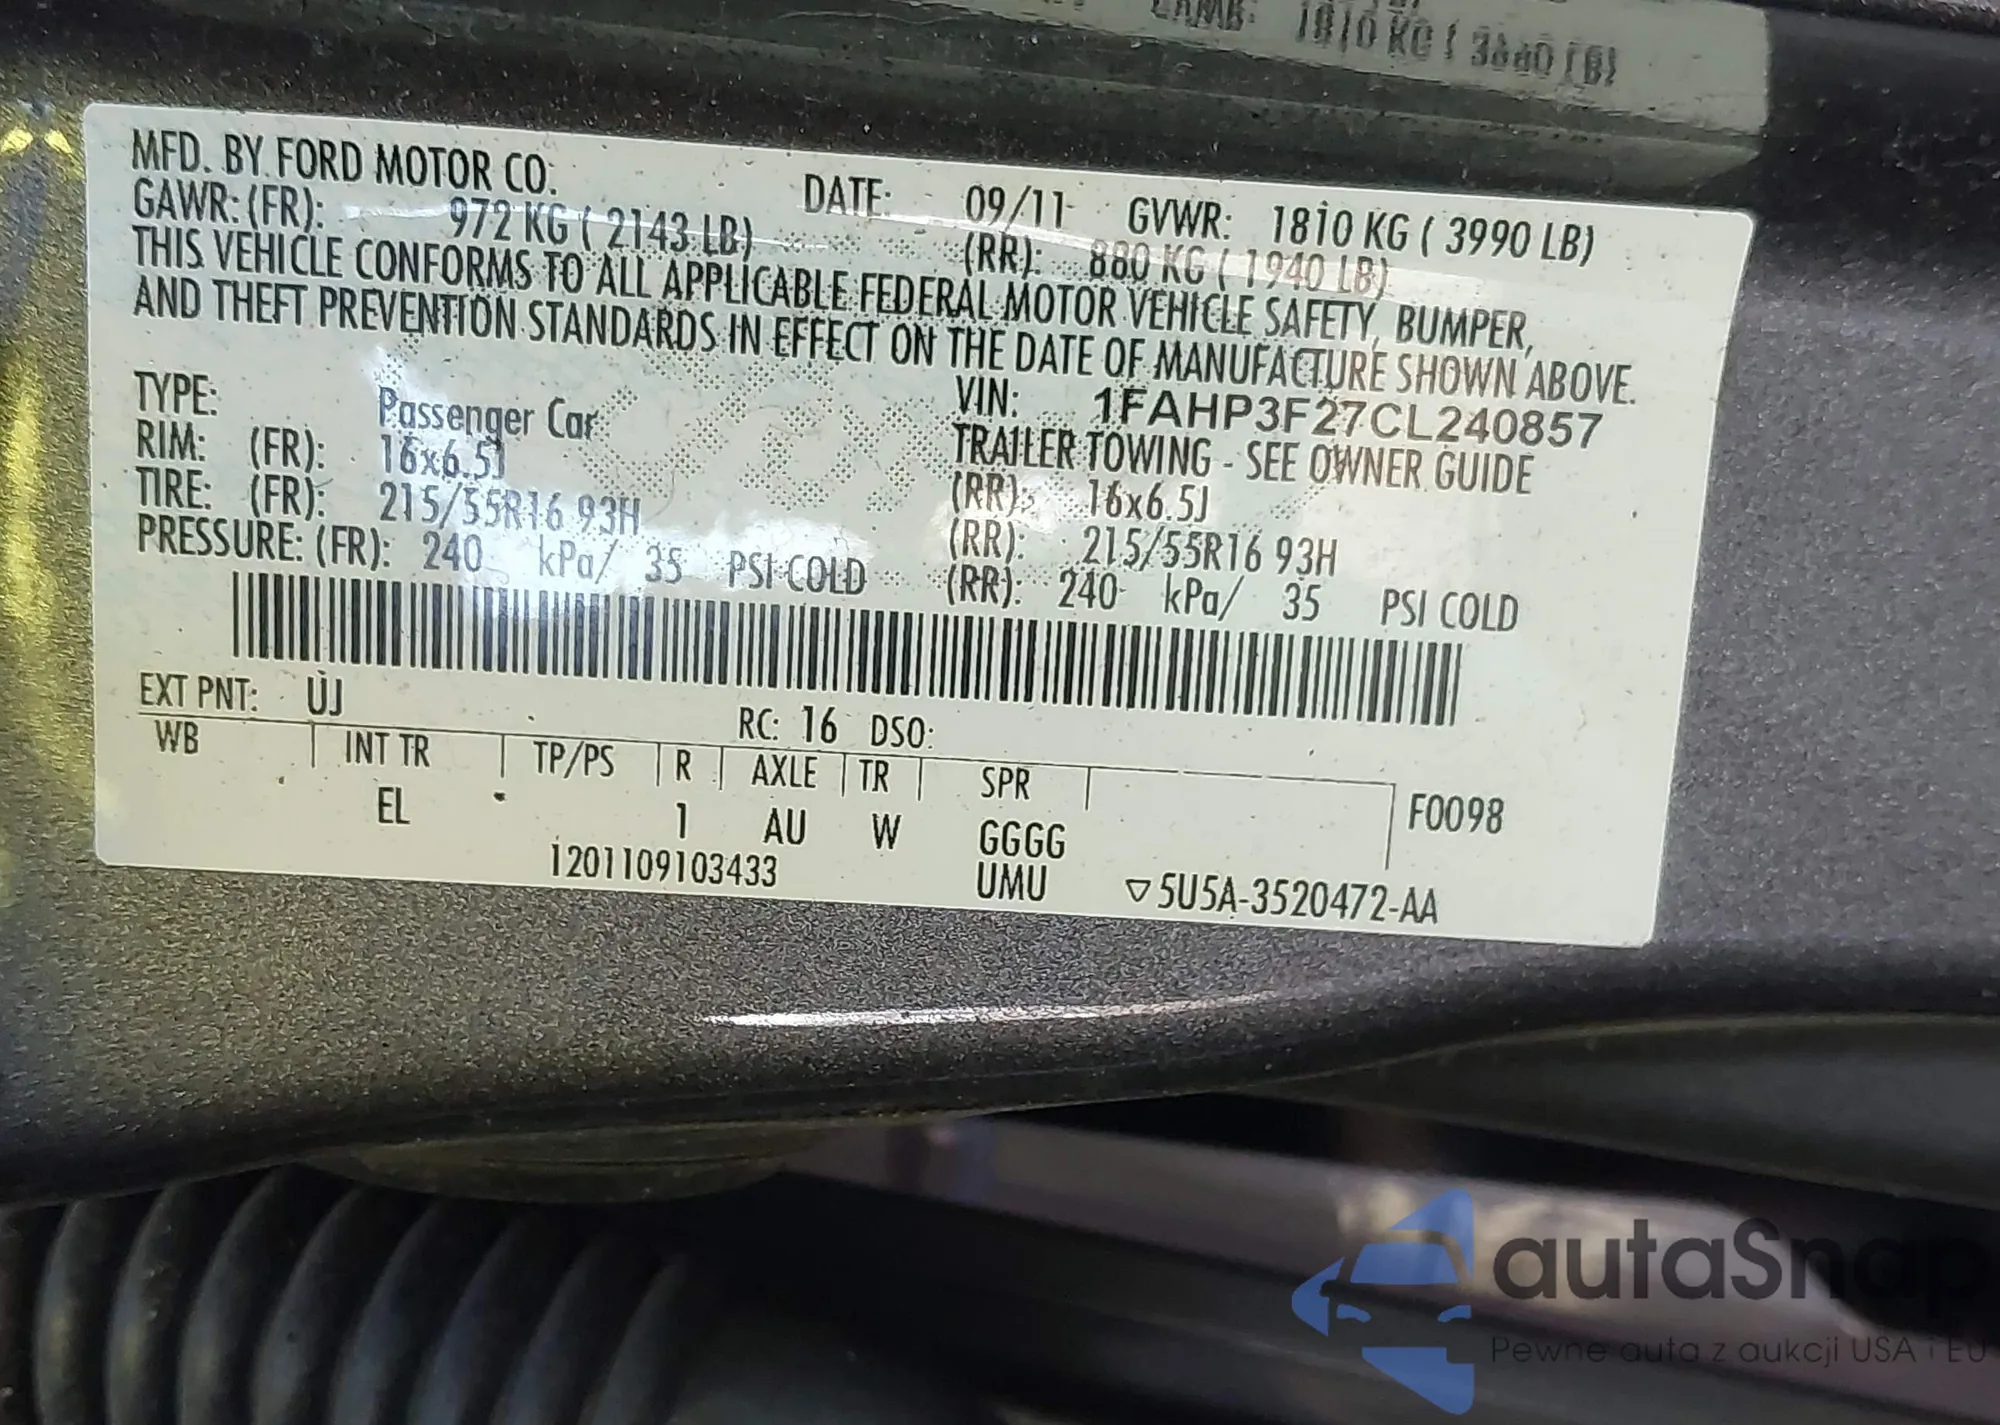 1810 KG ( 3990 LB)
MFD. BY FORD MOTOR CO. DATE: 09/11 GVWR: 1810 KG ( 3990 LB)
GAWR: (FR): 972 KG ( 2143 LB) (RR): 880 KG ( 1940 LB)
THIS VEHICLE CONFORMS TO ALL APPLICABLE FEDERAL MOTOR VEHICLE SAFETY, BUMPER,
AND THEFT PREVENTION STANDARDS IN EFFECT ON THE DATE OF MANUFACTURE SHOWN ABOVE.
VIN: 1FAHP3F27CL240857
TYPE: Passenger Car TRAILER TOWING - SEE OWNER GUIDE
RIM: (FR): 16x6.5J (RR): 16x6.5J
TIRE: (FR): 215/55R16 93H (RR): 215/55R16 93H
PRESSURE: (FR): 240 kPa/ 35 PSI COLD (RR): 240 kPa/ 35 PSI COLD
EXT PNT: UJ RC: 16 DSO:
WB INT TR TP/PS R AXLE TR SPR
EL 1 AU W GGGG F0098
1201109103433 UMU ▽5U5A-3520472-AA
autaSnap
Pewne auta z aukcji USA i EU